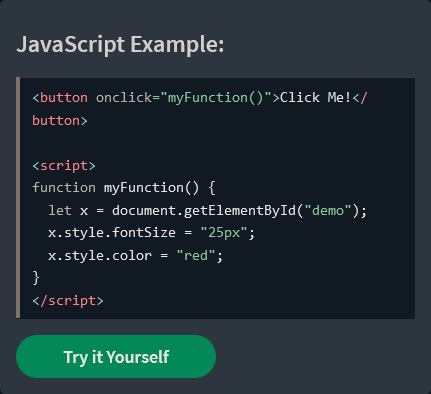 JavaScript Example:
<button onclick="myFunction()">Click Me!</
button>
<script>
function myFunction() {
  let x = document.getElementById("demo");
  x.style.fontSize = "25px";
  x.style.color = "red";
}
</script>
Try it Yourself